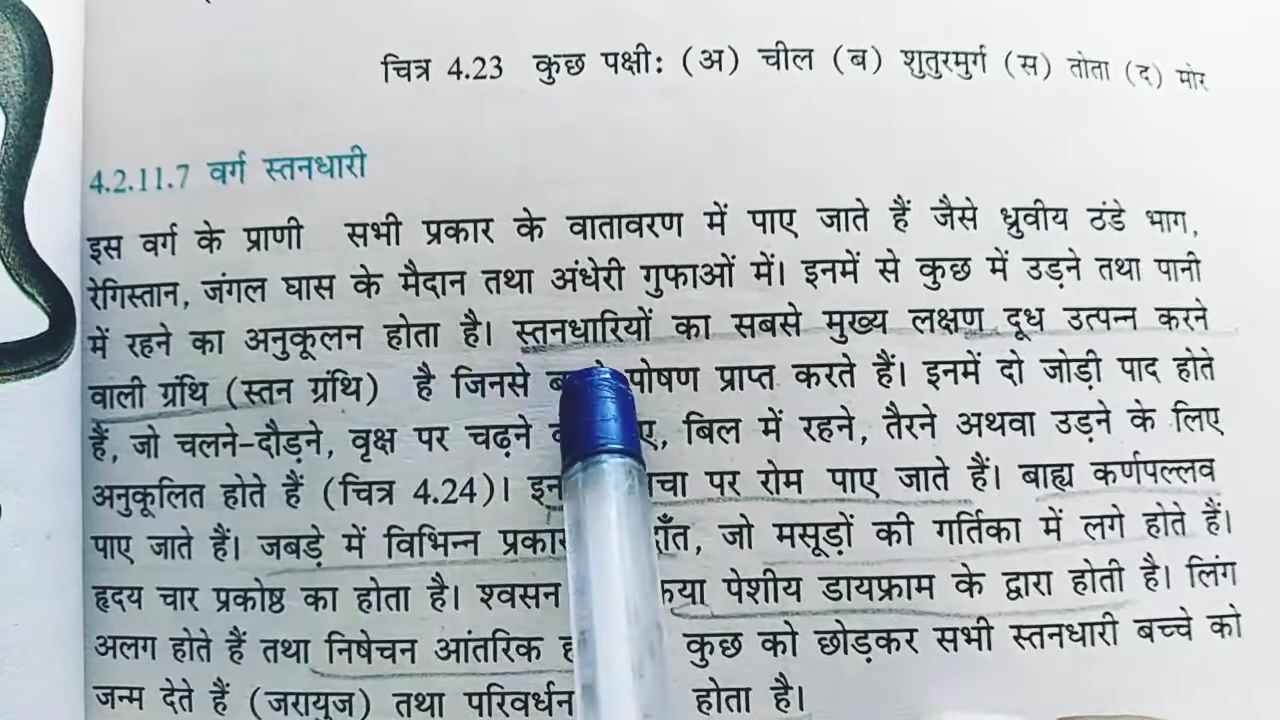 चित्र 4.23 कुछ पक्षी: (अ) चील (ब) शुतुरमुर्ग (स) तोता (द) मोर
4.2.11.7 वर्ग स्तनधारी
इस वर्ग के प्राणी सभी प्रकार के वातावरण में पाए जाते हैं जैसे ध्रुवीय ठंडे भाग,
रेगिस्तान, जंगल घास के मैदान तथा अंधेरी गुफाओं में। इनमें से कुछ में उड़ने तथा पानी
में रहने का अनुकूलन होता है। स्तनधारियों का सबसे मुख्य लक्षण दूध उत्पन्न करने
वाली ग्रंथि (स्तन ग्रंथि) है जिनसे पोषण प्राप्त करते हैं। इनमें दो जोड़ी पाद होते
हैं, जो चलने-दौड़ने, वृक्ष पर चढ़ने बिल में रहने, तैरने अथवा उड़ने के लिए
अनुकूलित होते हैं (चित्र 4.24)। पर रोम पाए जाते हैं। बाह्य कर्णपल्लव
पाए जाते हैं। जबड़े में विभिन्न जो मसूड़ों की गर्तिका में लगे होते हैं।
हृदय चार प्रकोष्ठ का होता है। श्वसन पेशीय डायफ्राम के द्वारा होती है। लिंग
अलग होते हैं तथा निषेचन आंतरिक कुछ को छोड़कर सभी स्तनधारी बच्चे को
जन्म देते हैं (जरायुज) तथा परिवर्धन होता है।